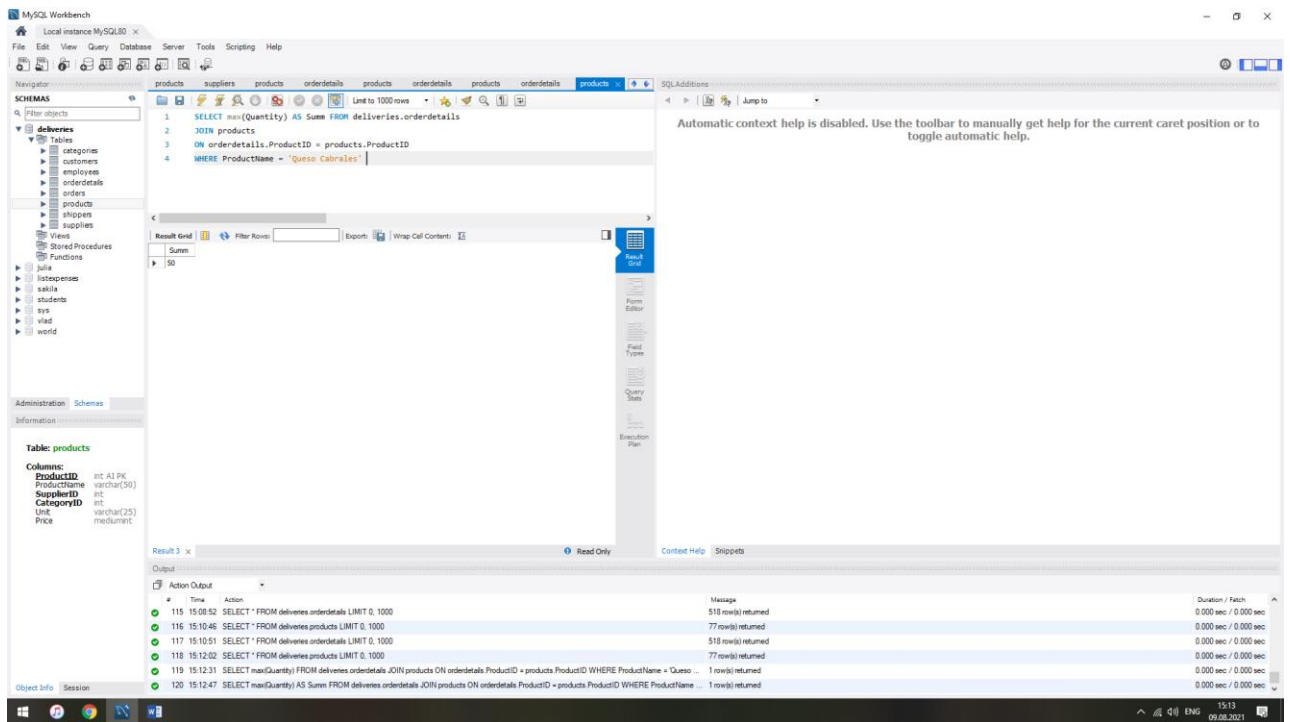 MySQL Workbench
Local instance MySQL80
File Edit View Query Database Server Tools Scripting Help
Navigator
SCHEMAS
Filter objects
deliveries
Tables
categories
customers
employees
orderdetails
orders
products
shippers
suppliers
Views
Stored Procedures
Functions
julia
listexpenses
sakila
students
sys
vlad
world
Administration Schemas
Information
Table: products
Columns:
ProductID int AI PK
ProductName varchar(50)
SupplierID int
CategoryID int
Unit varchar(25)
Price mediumint
Object Info Session
products suppliers products orderdetails products orderdetails products orderdetails products
Limit to 1000 rows
1 SELECT max(Quantity) AS Summ FROM deliveries.orderdetails
2 JOIN products
3 ON orderdetails.ProductID = products.ProductID
4 WHERE ProductName = 'Queso Cabrales'
Result Grid Filter Rows: Export: Wrap Cell Content:
Summ
50
Result Grid
Form Editor
Field Types
Query Stats
Execution Plan
Result 3 Read Only
SQLAdditions
Jump to
Automatic context help is disabled. Use the toolbar to manually get help for the current caret position or to
toggle automatic help.
Context Help Snippets
Output
Action Output
# Time Action Message Duration / Fetch
115 15:08:52 SELECT * FROM deliveries.orderdetails LIMIT 0, 1000 518 row(s) returned 0.000 sec / 0.000 sec
116 15:10:46 SELECT * FROM deliveries.products LIMIT 0, 1000 77 row(s) returned 0.000 sec / 0.000 sec
117 15:10:51 SELECT * FROM deliveries.orderdetails LIMIT 0, 1000 518 row(s) returned 0.000 sec / 0.000 sec
118 15:12:02 SELECT * FROM deliveries.products LIMIT 0, 1000 77 row(s) returned 0.000 sec / 0.000 sec
119 15:12:31 SELECT max(Quantity) FROM deliveries.orderdetails JOIN products ON orderdetails.ProductID = products.ProductID WHERE ProductName = 'Queso ... 1 row(s) returned 0.000 sec / 0.000 sec
120 15:12:47 SELECT max(Quantity) AS Summ FROM deliveries.orderdetails JOIN products ON orderdetails.ProductID = products.ProductID WHERE ProductName ... 1 row(s) returned 0.000 sec / 0.000 sec
ENG 15:13
09.08.2021